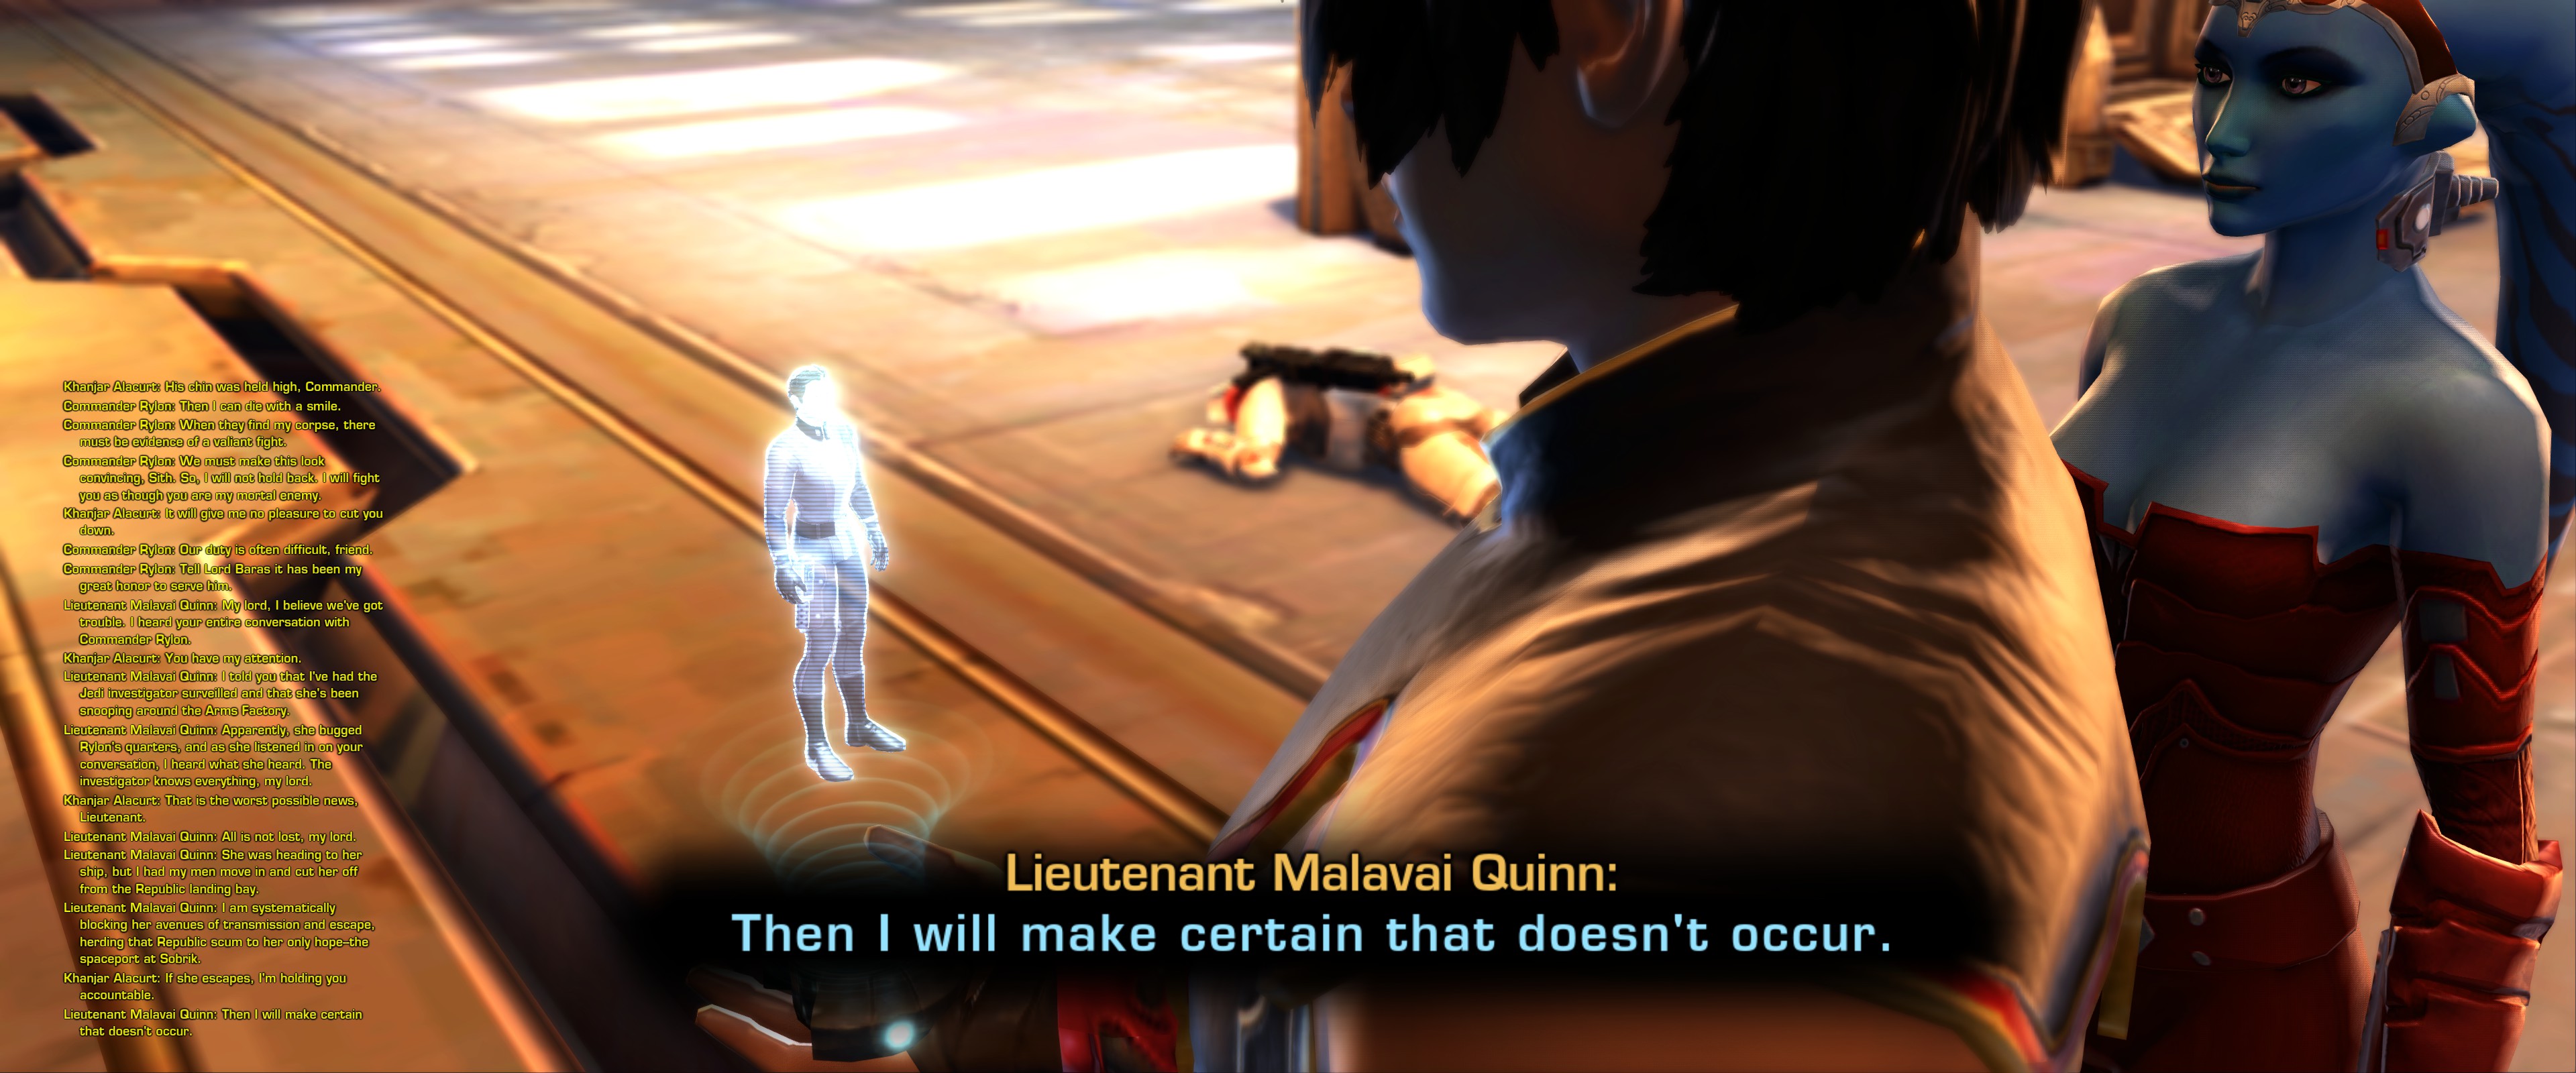 Khanjar Alacurt: His chin was held high, Commander.
Commander Rylon: Then I can die with a smile.
Commander Rylon: When they find my corpse, there
must be evidence of a valiant fight.
Commander Rylon: We must make this look
convincing, Sith. So, I will not hold back. I will fight
you as though you are my mortal enemy.
Khanjar Alacurt: It will give me no pleasure to cut you
down.
Commander Rylon: Our duty is often difficult, friend.
Commander Rylon: Tell Lord Baras it has been my
great honor to serve him.
Lieutenant Malavai Quinn: My lord, I believe we've got
trouble. I heard your entire conversation with
Commander Rylon.
Khanjar Alacurt: You have my attention.
Lieutenant Malavai Quinn: I told you that I've had the
Jedi investigator surveilled and that she's been
snooping around the Arms Factory.
Lieutenant Malavai Quinn: Apparently, she bugged
Rylon's quarters, and as she listened in on your
conversation, I heard what she heard. The
investigator knows everything, my lord.
Khanjar Alacurt: That is the worst possible news,
Lieutenant.
Lieutenant Malavai Quinn: All is not lost, my lord.
Lieutenant Malavai Quinn: She was heading to her
ship, but I had my men move in and cut her off
from the Republic landing bay.
Lieutenant Malavai Quinn: I am systematically
blocking her avenues of transmission and escape,
herding that Republic scum to her only hope–the
spaceport at Sobrik.
Khanjar Alacurt: If she escapes, I'm holding you
accountable.
Lieutenant Malavai Quinn: Then I will make certain
that doesn't occur.
Lieutenant Malavai Quinn:
Then I will make certain that doesn't occur.